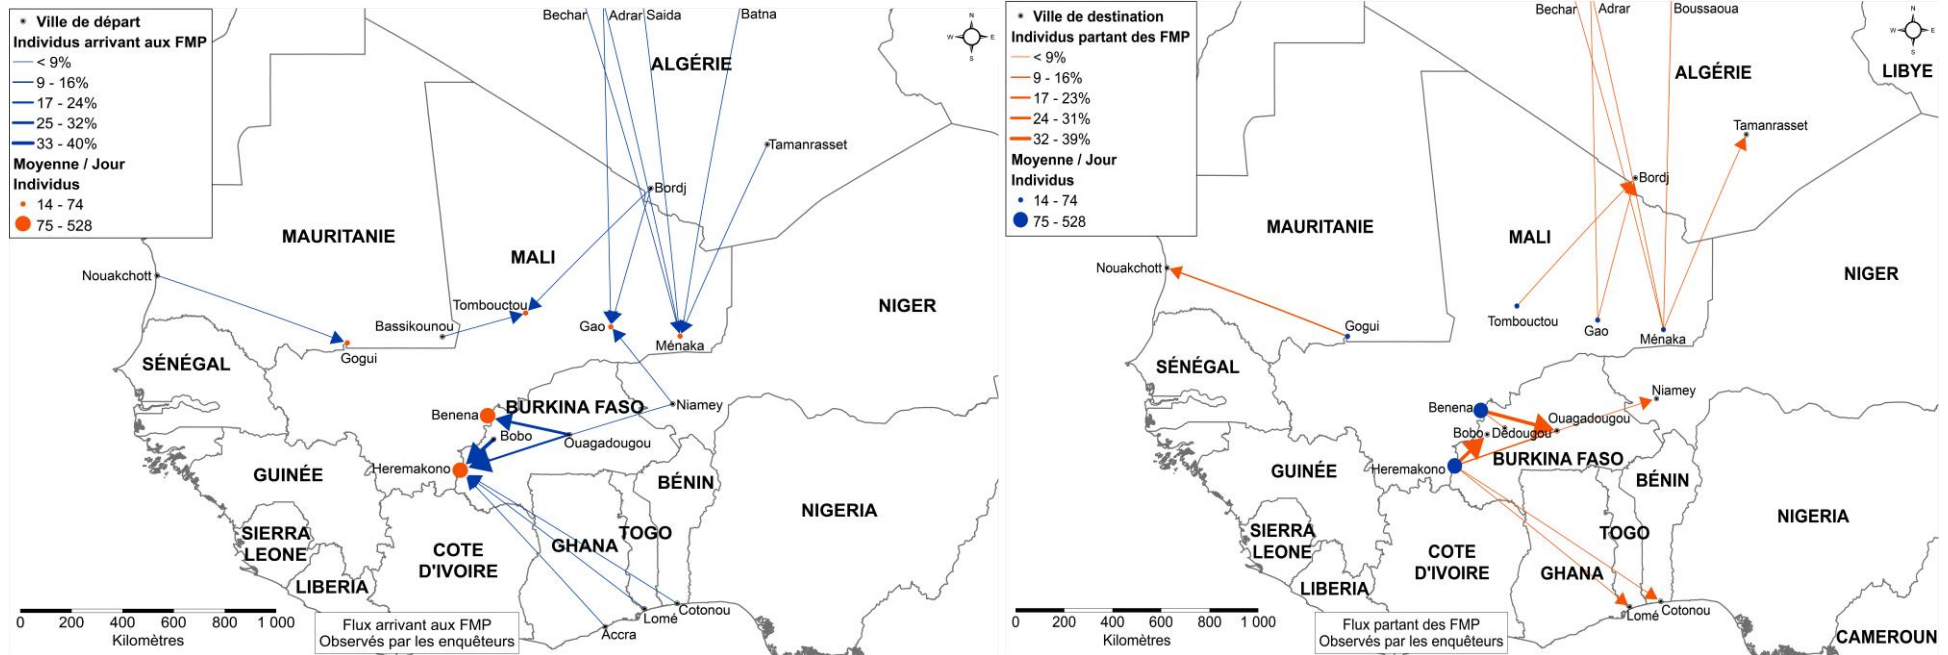 Ville de départ
Individus arrivant aux FMP
< 9%
9 - 16%
17 - 24%
25 - 32%
33 - 40%
Moyenne / Jour
Individus
14 - 74
75 - 528
Bechar
Adrar
Saida
Batna
N
W
E
S
ALGÉRIE
Tamanrasset
Bordj
MAURITANIE
MALI
Nouakchott
Tombouctou
Bassikounou
Gao
Ménaka
Gogui
NIGER
SÉNÉGAL
Benena
BURKINA FASO
Niamey
Bobo
Ouagadougou
Heremakono
GUINÉE
BÉNIN
NIGERIA
SIERRA
LEONE
TOGO
GHANA
COTE
D'IVOIRE
LIBERIA
Cotonou
Lomé
Accra
0 200 400 600 800 1 000
Kilomètres
Flux arrivant aux FMP
Observés par les enquêteurs
Ville de destination
Individus partant des FMP
< 9%
9 - 16%
17 - 23%
24 - 31%
32 - 39%
Moyenne / Jour
Individus
14 - 74
75 - 528
Bechar
Adrar
Boussaoua
N
W
E
S
ALGÉRIE
LIBYE
Tamanrasset
Bordj
MAURITANIE
MALI
Nouakchott
NIGER
Tombouctou
Gao
Ménaka
Gogui
SÉNÉGAL
Niamey
Benena
Ouagadougou
Bobo
Dédougou
Heremakono
BURKINA FASO
GUINÉE
BÉNIN
NIGERIA
SIERRA
LEONE
TOGO
COTE
D'IVOIRE
GHANA
LIBERIA
Lomé
Cotonou
CAMEROUN
0 200 400 600 800 1 000
Kilomètres
Flux partant des FMP
Observés par les enquêteurs